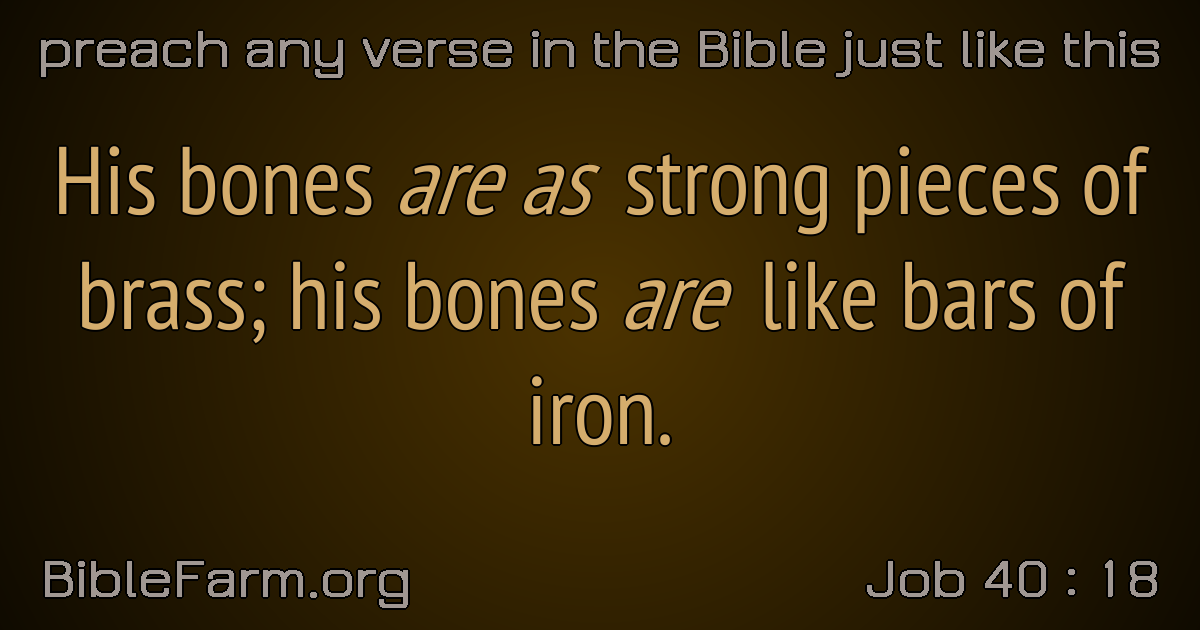 preach any verse in the Bible just like this
His bones are as strong pieces of
brass; his bones are like bars of
iron.
BibleFarm.org
Job 40 : 18